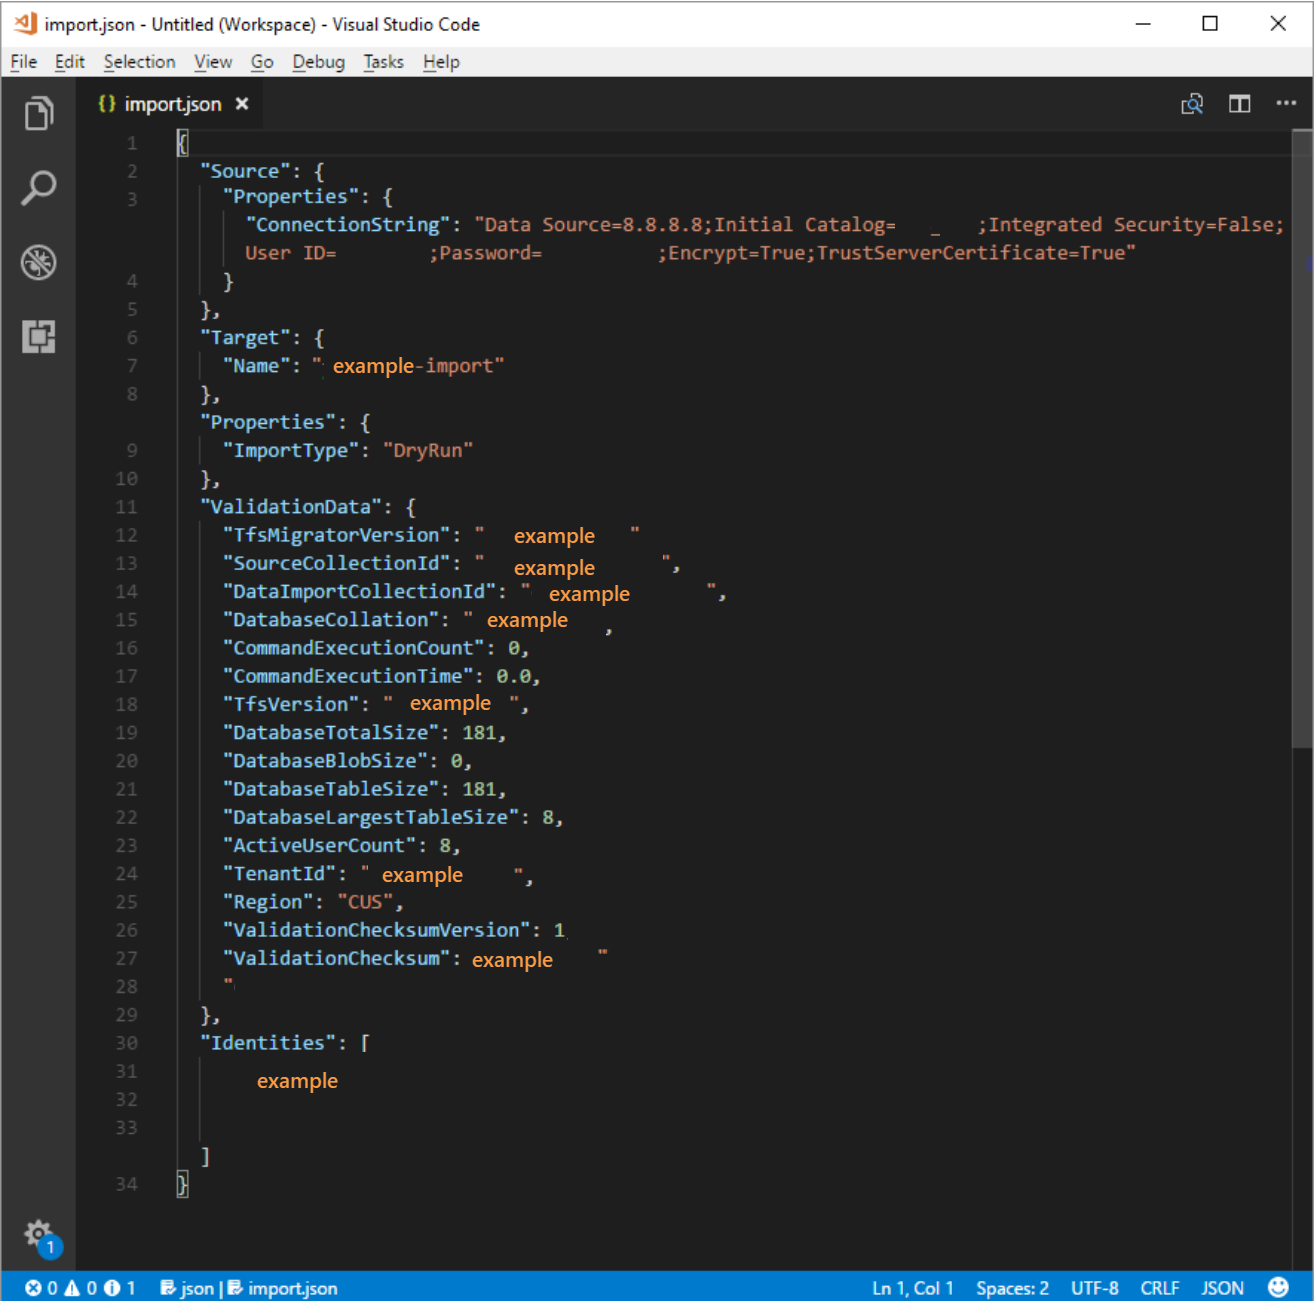 import.json - Untitled (Workspace) - Visual Studio Code
File Edit Selection View Go Debug Tasks Help
{} import.json ×
1 {
2 "Source": {
3 "Properties": {
"ConnectionString": "Data Source=8.8.8.8;Initial Catalog= _ ;Integrated Security=False;
User ID= ;Password= ;Encrypt=True;TrustServerCertificate=True"
4 }
5 },
6 "Target": {
7 "Name": " example-import"
8 },
"Properties": {
9 "ImportType": "DryRun"
10 },
11 "ValidationData": {
12 "TfsMigratorVersion": " example "
13 "SourceCollectionId": " example ",
14 "DataImportCollectionId": " example ",
15 "DatabaseCollation": " example ,
16 "CommandExecutionCount": 0,
17 "CommandExecutionTime": 0.0,
18 "TfsVersion": " example ",
19 "DatabaseTotalSize": 181,
20 "DatabaseBlobSize": 0,
21 "DatabaseTableSize": 181,
22 "DatabaseLargestTableSize": 8,
23 "ActiveUserCount": 8,
24 "TenantId": " example ",
25 "Region": "CUS",
26 "ValidationChecksumVersion": 1
27 "ValidationChecksum": example "
28 "
29 },
30 "Identities": [
31 example
32
33
]
34 }
1
0 0 1 json | import.json Ln 1, Col 1 Spaces: 2 UTF-8 CRLF JSON